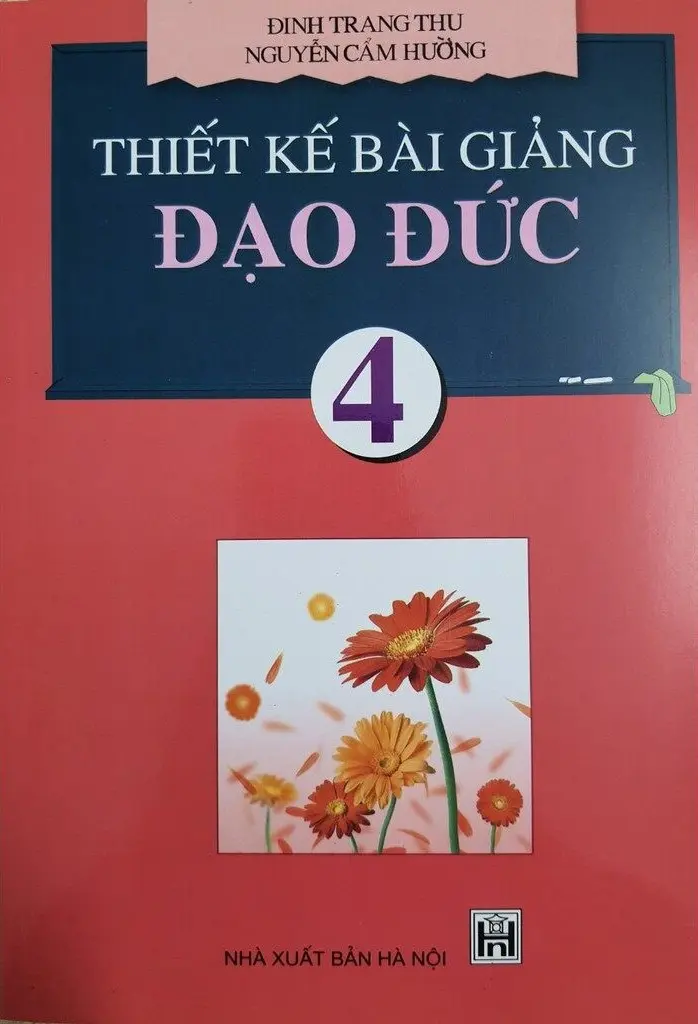 ĐINH TRANG THU
NGUYỄN CẨM HƯỜNG
THIẾT KẾ BÀI GIẢNG
ĐẠO ĐỨC
4
NHÀ XUẤT BẢN HÀ NỘI